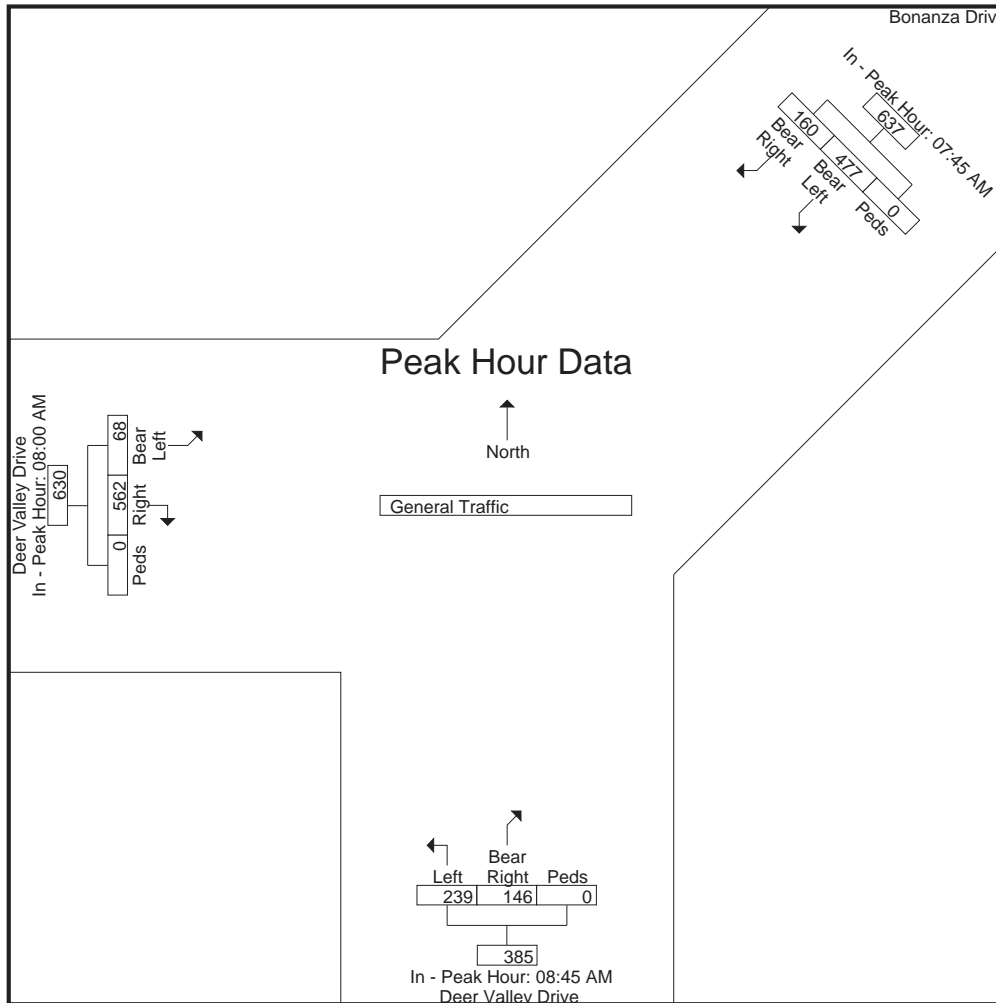 Bonanza Driv
In - Peak Hour: 07:45 AM
637
160
477
0
Bear
Right
Bear
Left
Peds
Peak Hour Data
North
General Traffic
Deer Valley Drive
In - Peak Hour: 08:00 AM
630
68
562
0
Bear
Left
Right
Peds
Bear
Left Right Peds
239 146 0
385
In - Peak Hour: 08:45 AM
Deer Valley Drive